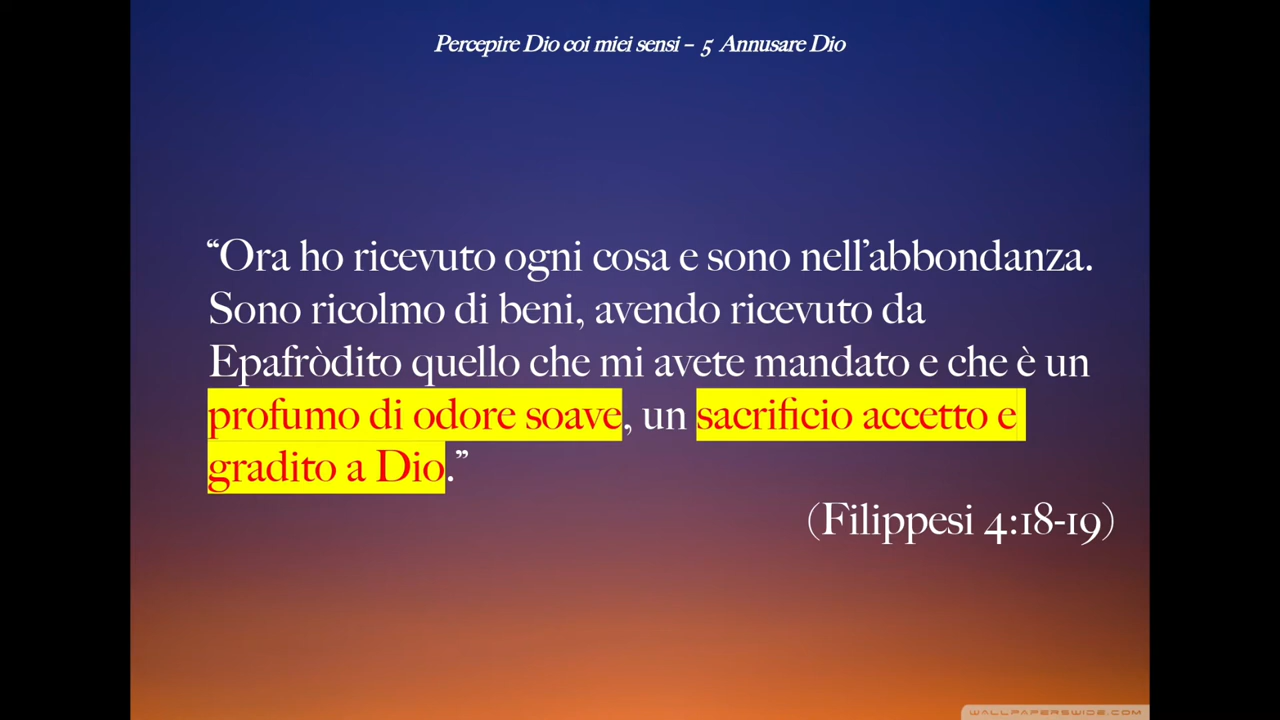 Percepire Dio coi miei sensi – 5 Annusare Dio
“Ora ho ricevuto ogni cosa e sono nell’abbondanza.
Sono ricolmo di beni, avendo ricevuto da
Epafròdito quello che mi avete mandato e che è un
profumo di odore soave, un sacrificio accetto e
gradito a Dio.”
(Filippesi 4:18-19)
WALLPAPERSWIDE.COM